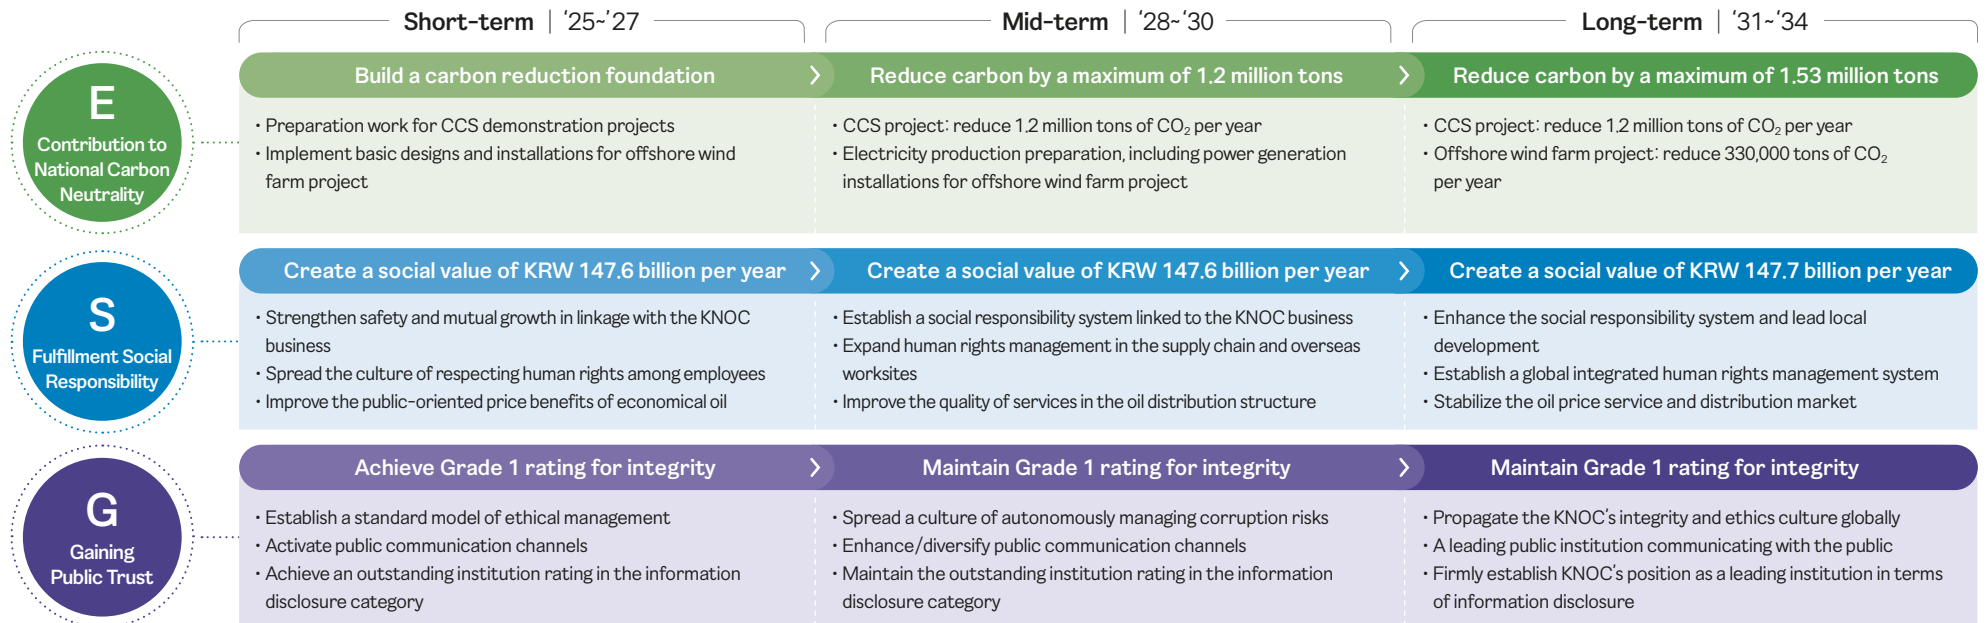 Short-term | ‘25~‘27
Mid-term | ‘28~‘30
Long-term | ‘31~‘34
E
Contribution to
National Carbon
Neutrality
Build a carbon reduction foundation
• Preparation work for CCS demonstration projects
• Implement basic designs and installations for offshore wind
farm project
Reduce carbon by a maximum of 1.2 million tons
• CCS project: reduce 1.2 million tons of CO₂ per year
• Electricity production preparation, including power generation
installations for offshore wind farm project
Reduce carbon by a maximum of 1.53 million tons
• CCS project: reduce 1.2 million tons of CO₂ per year
• Offshore wind farm project: reduce 330,000 tons of CO₂
per year
S
Fulfillment Social
Responsibility
Create a social value of KRW 147.6 billion per year
• Strengthen safety and mutual growth in linkage with the KNOC
business
• Spread the culture of respecting human rights among employees
• Improve the public-oriented price benefits of economical oil
Create a social value of KRW 147.6 billion per year
• Establish a social responsibility system linked to the KNOC business
• Expand human rights management in the supply chain and overseas
worksites
• Improve the quality of services in the oil distribution structure
Create a social value of KRW 147.7 billion per year
• Enhance the social responsibility system and lead local
development
• Establish a global integrated human rights management system
• Stabilize the oil price service and distribution market
G
Gaining
Public Trust
Achieve Grade 1 rating for integrity
• Establish a standard model of ethical management
• Activate public communication channels
• Achieve an outstanding institution rating in the information
disclosure category
Maintain Grade 1 rating for integrity
• Spread a culture of autonomously managing corruption risks
• Enhance/diversify public communication channels
• Maintain the outstanding institution rating in the information
disclosure category
Maintain Grade 1 rating for integrity
• Propagate the KNOC’s integrity and ethics culture globally
• A leading public institution communicating with the public
• Firmly establish KNOC’s position as a leading institution in terms
of information disclosure